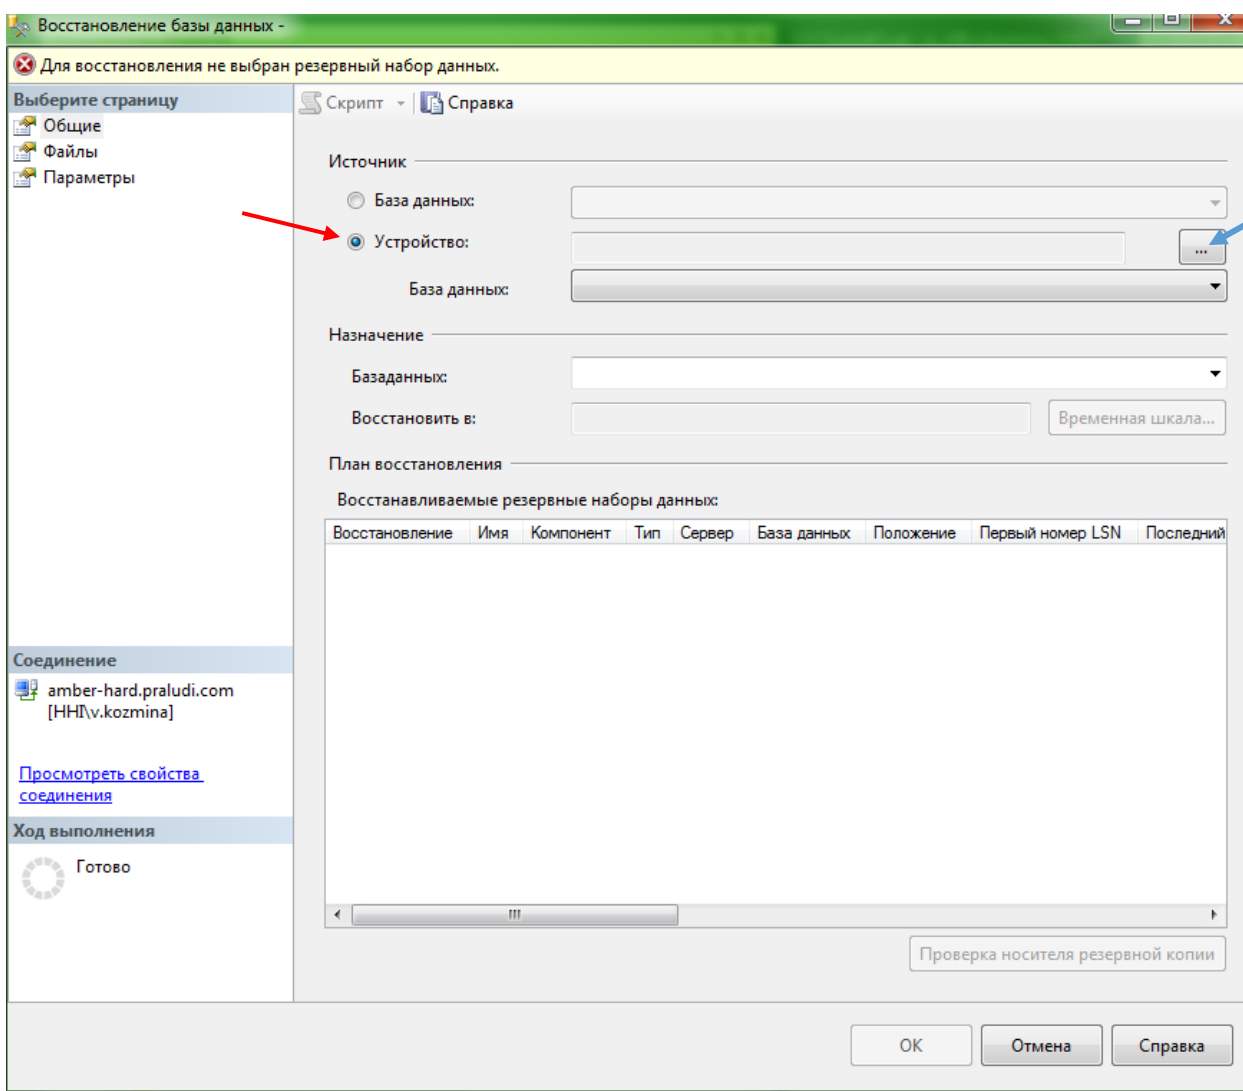 Восстановление базы данных -
Для восстановления не выбран резервный набор данных.
Выберите страницу
Общие
Файлы
Параметры
Скрипт
Справка
Источник
База данных:
Устройство:
...
База данных:
Назначение
Базаданных:
Восстановить в:
Временная шкала...
План восстановления
Восстанавливаемые резервные наборы данных:
Восстановление Имя Компонент Тип Сервер База данных Положение Первый номер LSN Последний
Соединение
amber-hard.praludi.com
[HHI\v.kozmina]
Просмотреть свойства
соединения
Ход выполнения
Готово
Проверка носителя резервной копии
ОК
Отмена
Справка